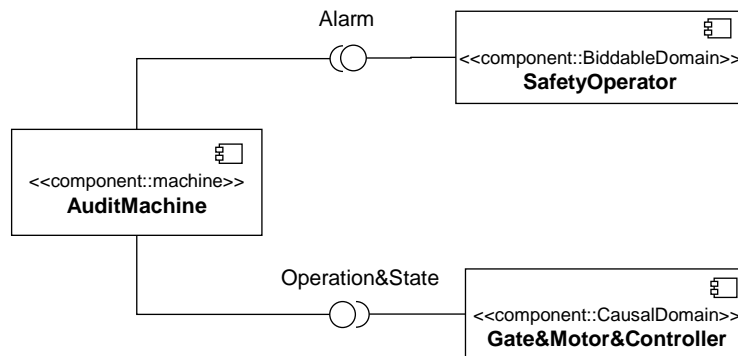 Alarm
<<component::BiddableDomain>>
SafetyOperator
<<component::machine>>
AuditMachine
Operation&State
<<component::CausalDomain>>
Gate&Motor&Controller